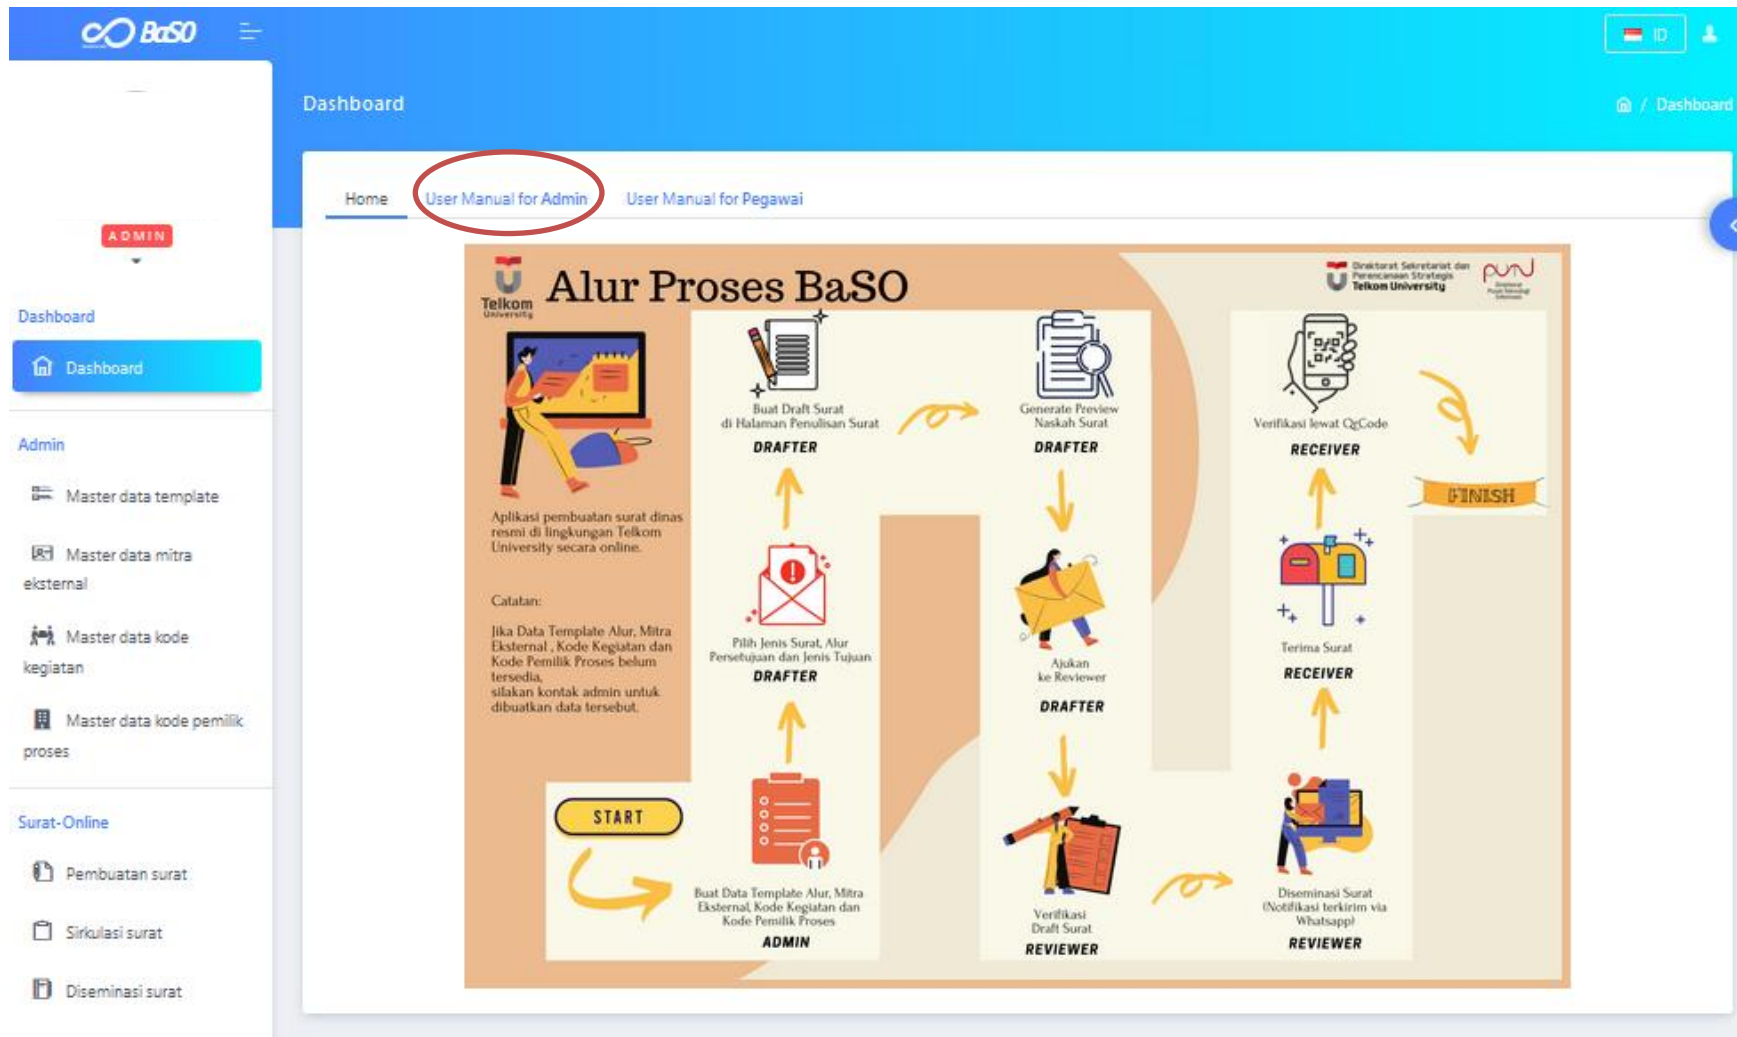 BaSO
ID
Dashboard
/ Dashboard
ADMIN
Dashboard
Dashboard
Admin
Master data template
Master data mitra
eksternal
Master data kode
kegiatan
Master data kode pemilik
proses
Surat-Online
Pembuatan surat
Sirkulasi surat
Diseminasi surat
Home
User Manual for Admin
User Manual for Pegawai
Telkom
University
Alur Proses BaSO
Direktorat Sekretariat dan
Perencanaan Strategis
Telkom University
Aplikasi pembuatan surat dinas
resmi di lingkungan Telkom
University secara online.
Catatan:
Jika Data Template Alur, Mitra
Eksternal , Kode Kegiatan dan
Kode Pemilik Proses belum
tersedia,
silakan kontak admin untuk
dibuatkan data tersebut.
START
Buat Data Template Alur, Mitra
Eksternal, Kode Kegiatan dan
Kode Pemilik Proses
ADMIN
Pilih Jenis Surat, Alur
Persetujuan dan Jenis Tujuan
DRAFTER
Buat Draft Surat
di Halaman Penulisan Surat
DRAFTER
Generate Preview
Naskah Surat
DRAFTER
Ajukan
ke Reviewer
DRAFTER
Verifikasi
Draft Surat
REVIEWER
Diseminasi Surat
(Notifikasi terkirim via
Whatsapp)
REVIEWER
Terima Surat
RECEIVER
Verifikasi lewat QrCode
RECEIVER
FINISH